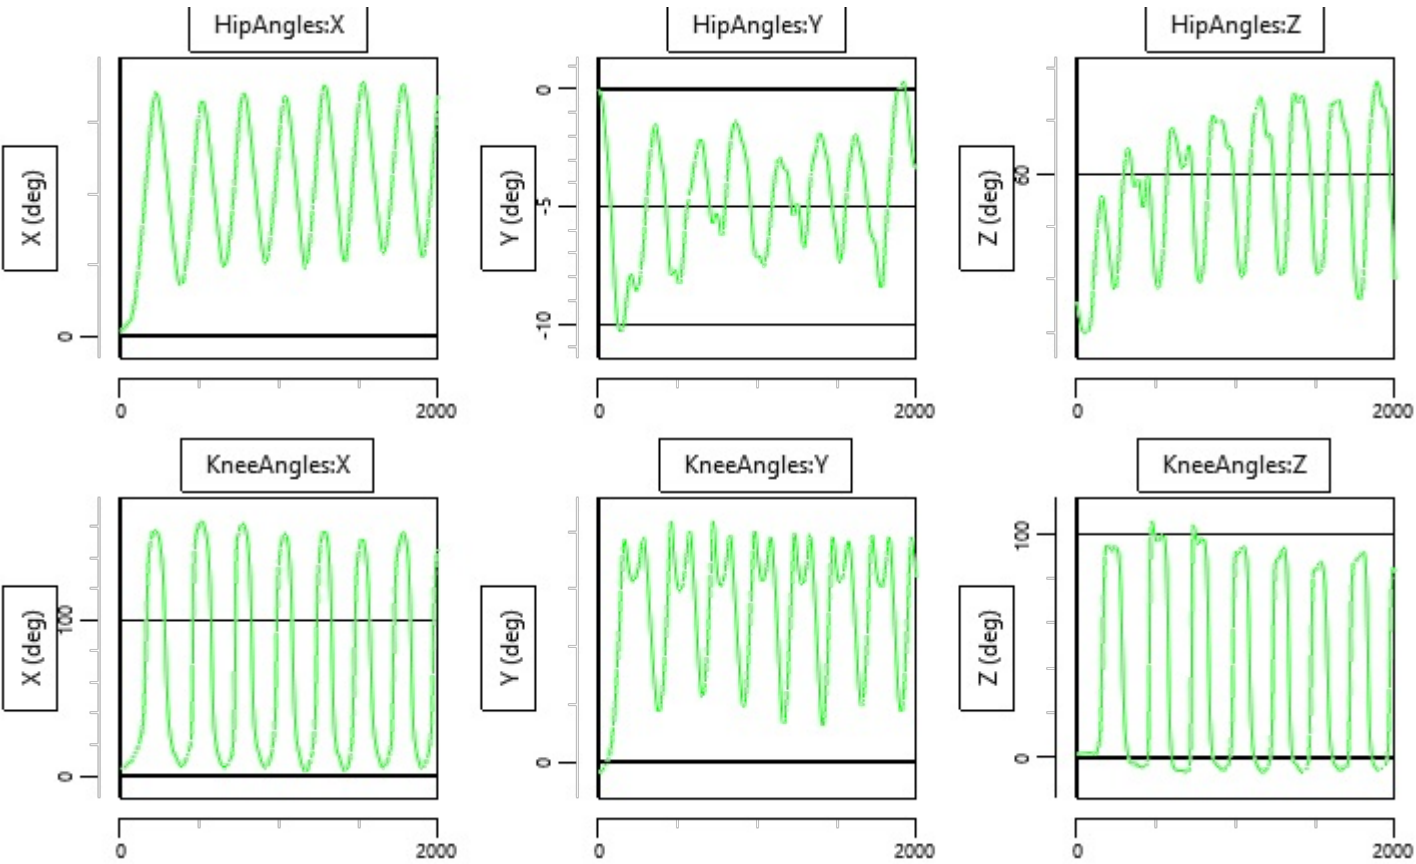 HipAngles:X
HipAngles:Y
HipAngles:Z
X (deg)
0
0
2000
Y (deg)
0
-5
-10
0
2000
Z (deg)
60
0
2000
KneeAngles:X
KneeAngles:Y
KneeAngles:Z
X (deg)
100
0
0
2000
Y (deg)
0
0
2000
Z (deg)
100
0
0
2000